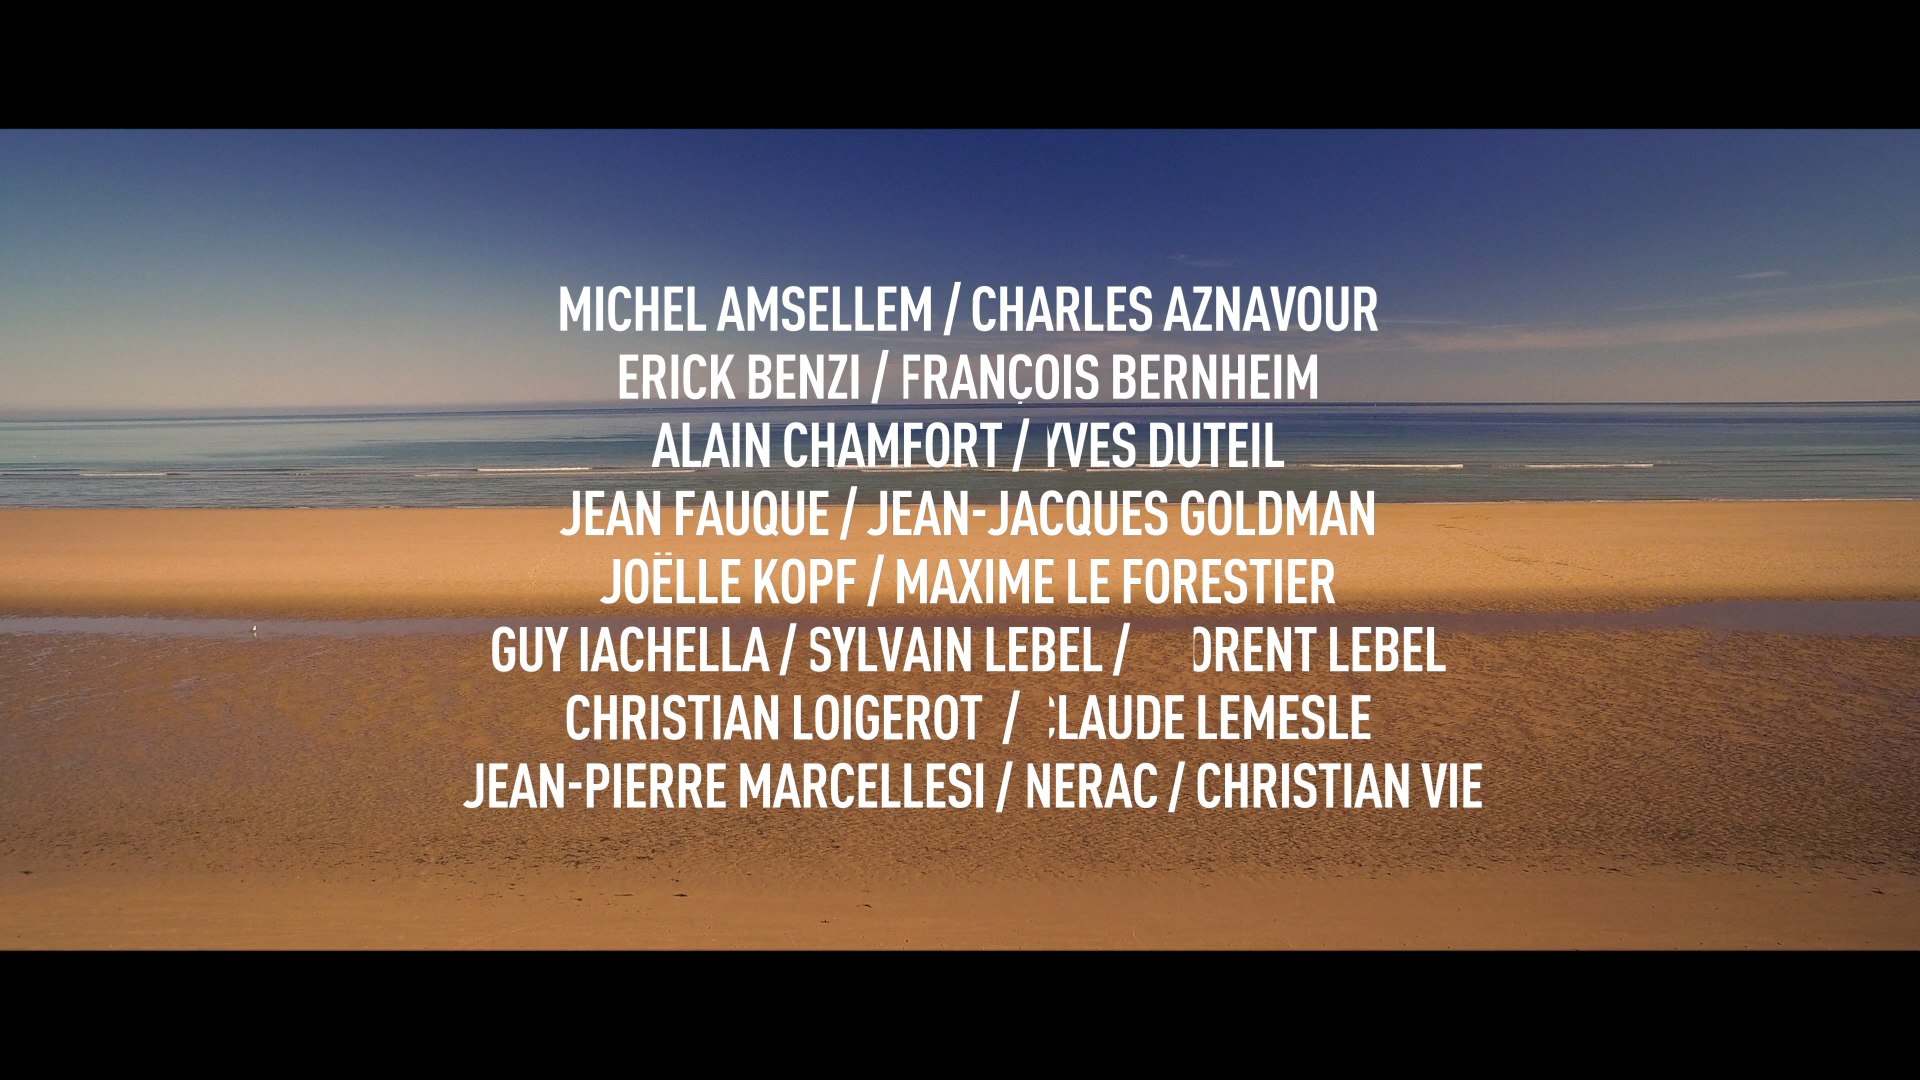 MICHEL AMSELLEM / CHARLES AZNAVOUR
ERICK BENZI / FRANÇOIS BERNHEIM
ALAIN CHAMFORT / YVES DUTEIL
JEAN FAUQUE / JEAN-JACQUES GOLDMAN
JOËLLE KOPF / MAXIME LE FORESTIER
GUY IACHELLA / SYLVAIN LEBEL / LEBEL
CHRISTIAN LOIGEROT / CLAUDE LEMESLE
JEAN-PIERRE MARCELLESI / NERAC / CHRISTIAN VIE